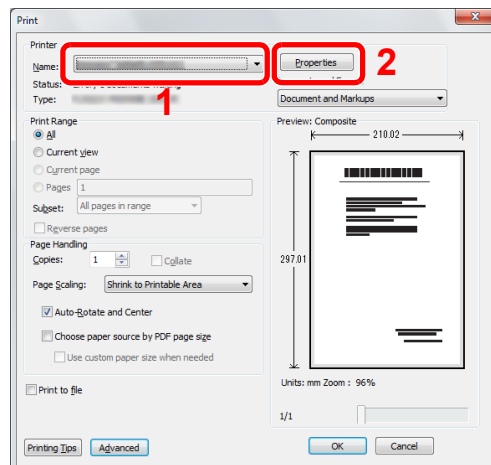 Print
Printer
Name:
Properties
2
Status:
1
Type:
Document and Markups
Print Range
All
Current view
Current page
Pages 1
Subset: All pages in range
Reverse pages
Page Handling
Copies: 1 Collate
Page Scaling: Shrink to Printable Area
Auto-Rotate and Center
Choose paper source by PDF page size
Use custom paper size when needed
Print to file
Preview: Composite
210.02
297.01
Units: mm Zoom : 96%
1/1
Printing Tips Advanced OK Cancel